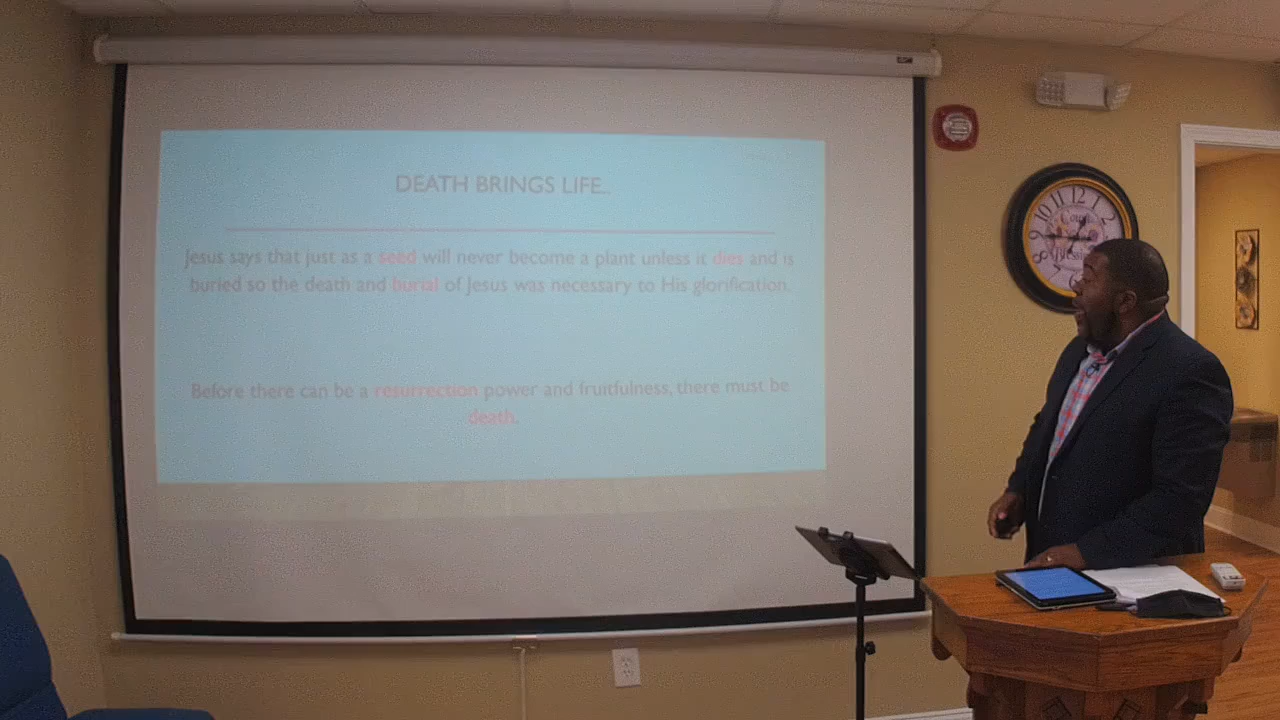 DEATH BRINGS LIFE..
Jesus says that just as a seed will never become a plant unless it dies and is
buried so the death and burial of Jesus was necessary to His glorification.
Before there can be a resurrection power and fruitfulness, there must be
death.